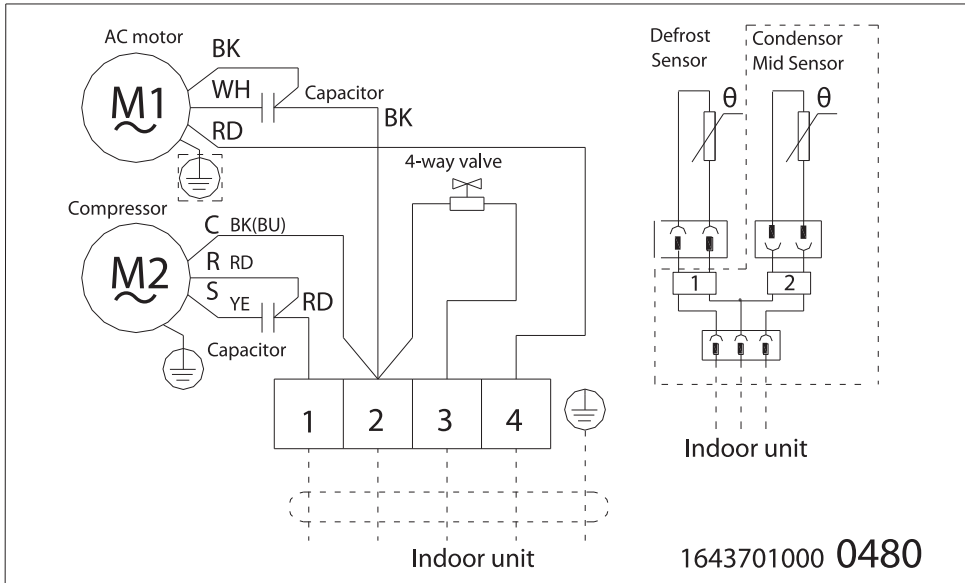 AC motor
M1
BK
WH
RD
Capacitor
BK
4-way valve
Compressor
M2
C BK(BU)
R RD
S YE
RD
Capacitor
1 2 3 4
Indoor unit
Defrost
Sensor
Condensor
Mid Sensor
θ θ
1 2
Indoor unit
1643701000 0480